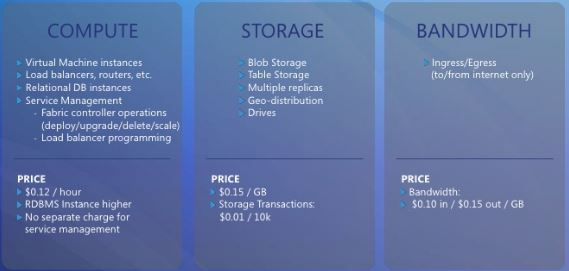 COMPUTE
Virtual Machine instances
Load balancers, routers, etc.
Relational DB instances
Service Management
- Fabric controller operations
(deploy/upgrade/delete/scale)
- Load balancer programming
PRICE
$0.12 / hour
RDBMS Instance higher
No separate charge for
service management
STORAGE
Blob Storage
Table Storage
Multiple replicas
Geo-distribution
Drives
PRICE
$0.15 / GB
Storage Transactions:
$0.01 / 10k
BANDWIDTH
Ingress/Egress
(to/from internet only)
PRICE
Bandwidth:
$0.10 in / $0.15 out / GB